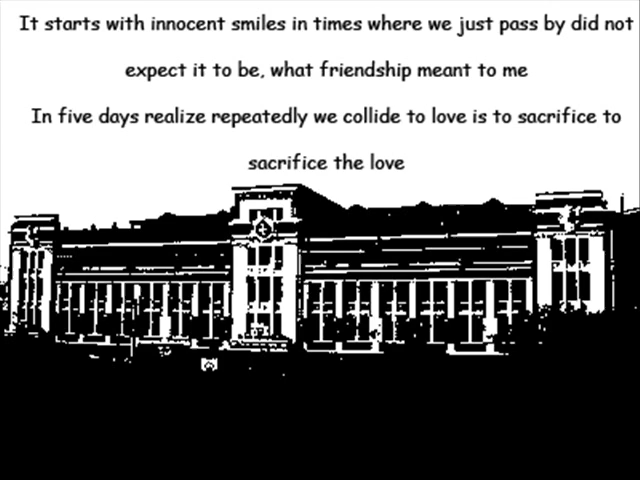 It starts with innocent smiles in times where we just pass by did not
expect it to be, what friendship meant to me
In five days realize repeatedly we collide to love is to sacrifice to
sacrifice the love